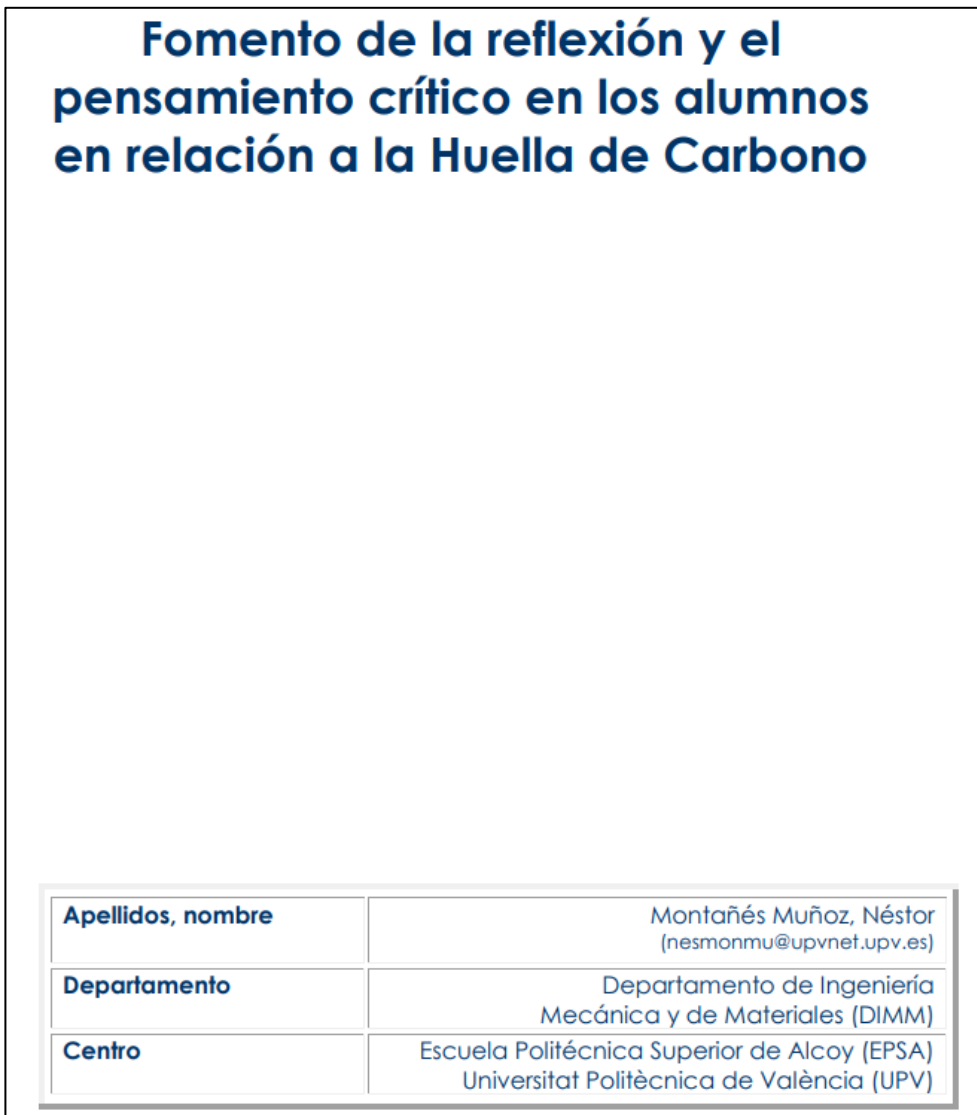 Fomento de la reflexión y el
pensamiento crítico en los alumnos
en relación a la Huella de Carbono
Apellidos, nombre
Montañés Muñoz, Néstor
(nesmonmu@upvnet.upv.es)
Departamento
Departamento de Ingeniería
Mecánica y de Materiales (DIMM)
Centro
Escuela Politécnica Superior de Alcoy (EPSA)
Universitat Politècnica de València (UPV)